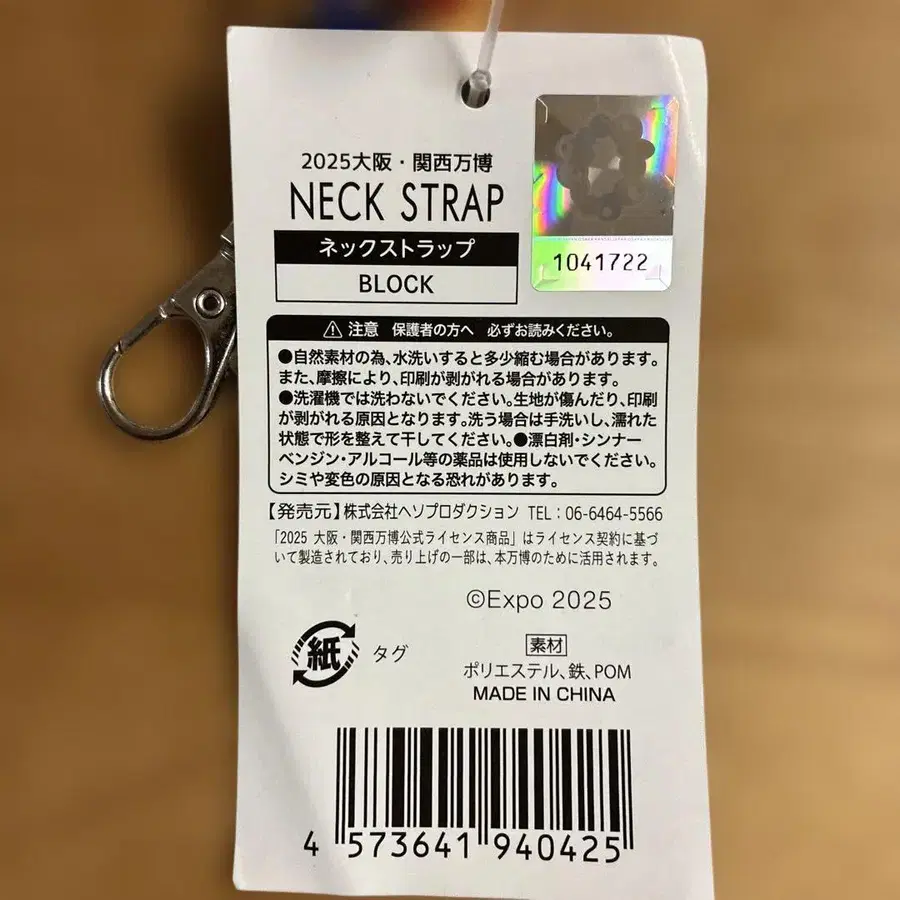 2025大阪・関西万博
NECK STRAP
ネックストラップ
BLOCK
1041722
注意 保護者の方へ 必ずお読みください。
●自然素材の為、水洗いすると多少縮む場合があります。
また、摩擦により、印刷が剥がれる場合があります。
●洗濯機では洗わないでください。生地が傷んだり、印刷
が剥がれる原因となります。洗う場合は手洗いし、濡れた
状態で形を整えて干してください。●漂白剤・シンナー
ベンジン・アルコール等の薬品は使用しないでください。
シミや変色の原因となる恐れがあります。
【発売元】株式会社ヘソプロダクション TEL：06-6464-5566
「2025 大阪・関西万博公式ライセンス商品」はライセンス契約に基づ
いて製造されており、売り上げの一部は、本万博のために活用されます。
©Expo 2025
紙 タグ
素材
ポリエステル、鉄、POM
MADE IN CHINA
4 573641 940425